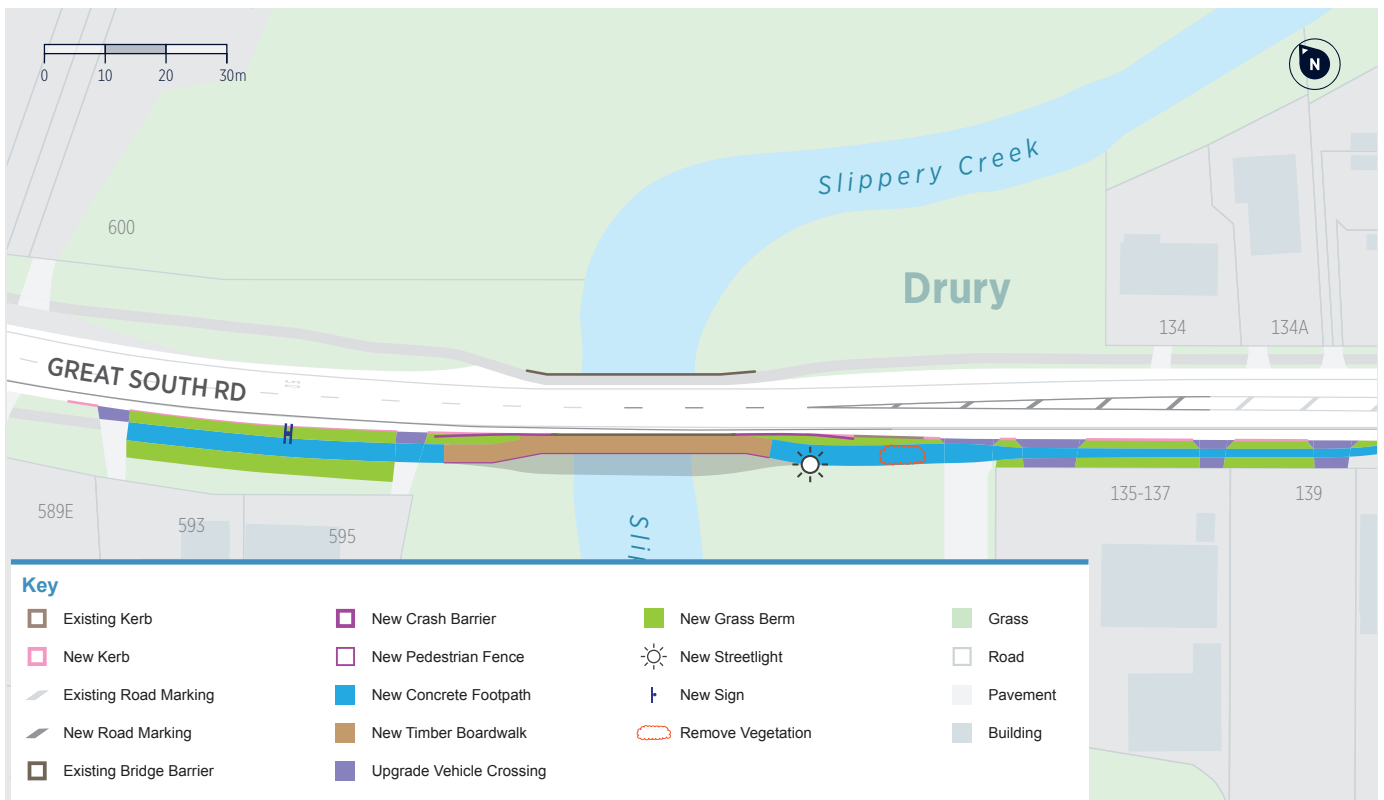 0 10 20 30m
N
Slippery Creek
600
Drury
134 134A
GREAT SOUTH RD
50
589E 593 595
135-137 139
Key
Existing Kerb
New Kerb
Existing Road Marking
New Road Marking
Existing Bridge Barrier
New Crash Barrier
New Pedestrian Fence
New Concrete Footpath
New Timber Boardwalk
Upgrade Vehicle Crossing
New Grass Berm
New Streetlight
New Sign
Remove Vegetation
Grass
Road
Pavement
Building